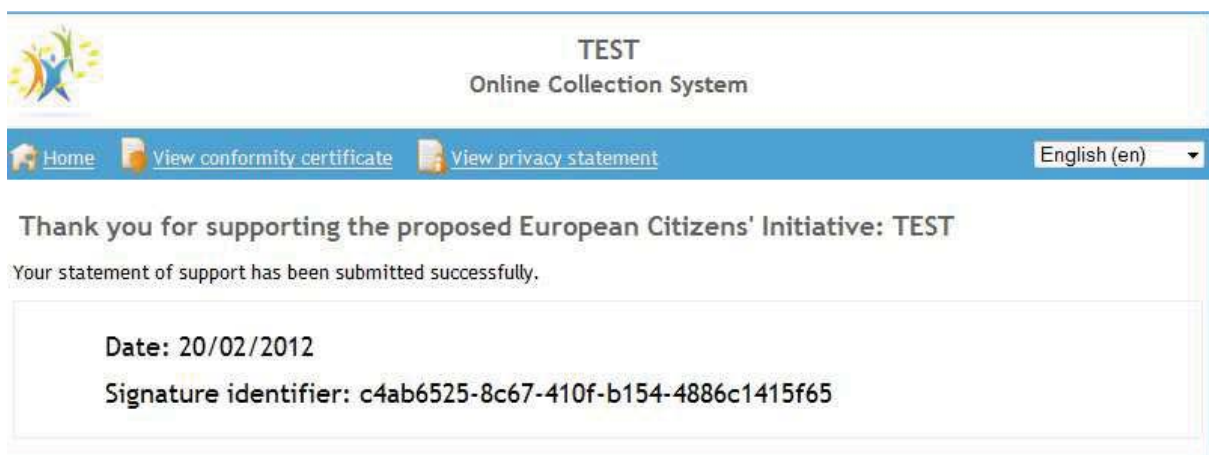 TEST
Online Collection System
Home View conformity certificate View privacy statement English (en)
Thank you for supporting the proposed European Citizens' Initiative: TEST
Your statement of support has been submitted successfully.
Date: 20/02/2012
Signature identifier: c4ab6525-8c67-410f-b154-4886c1415f65